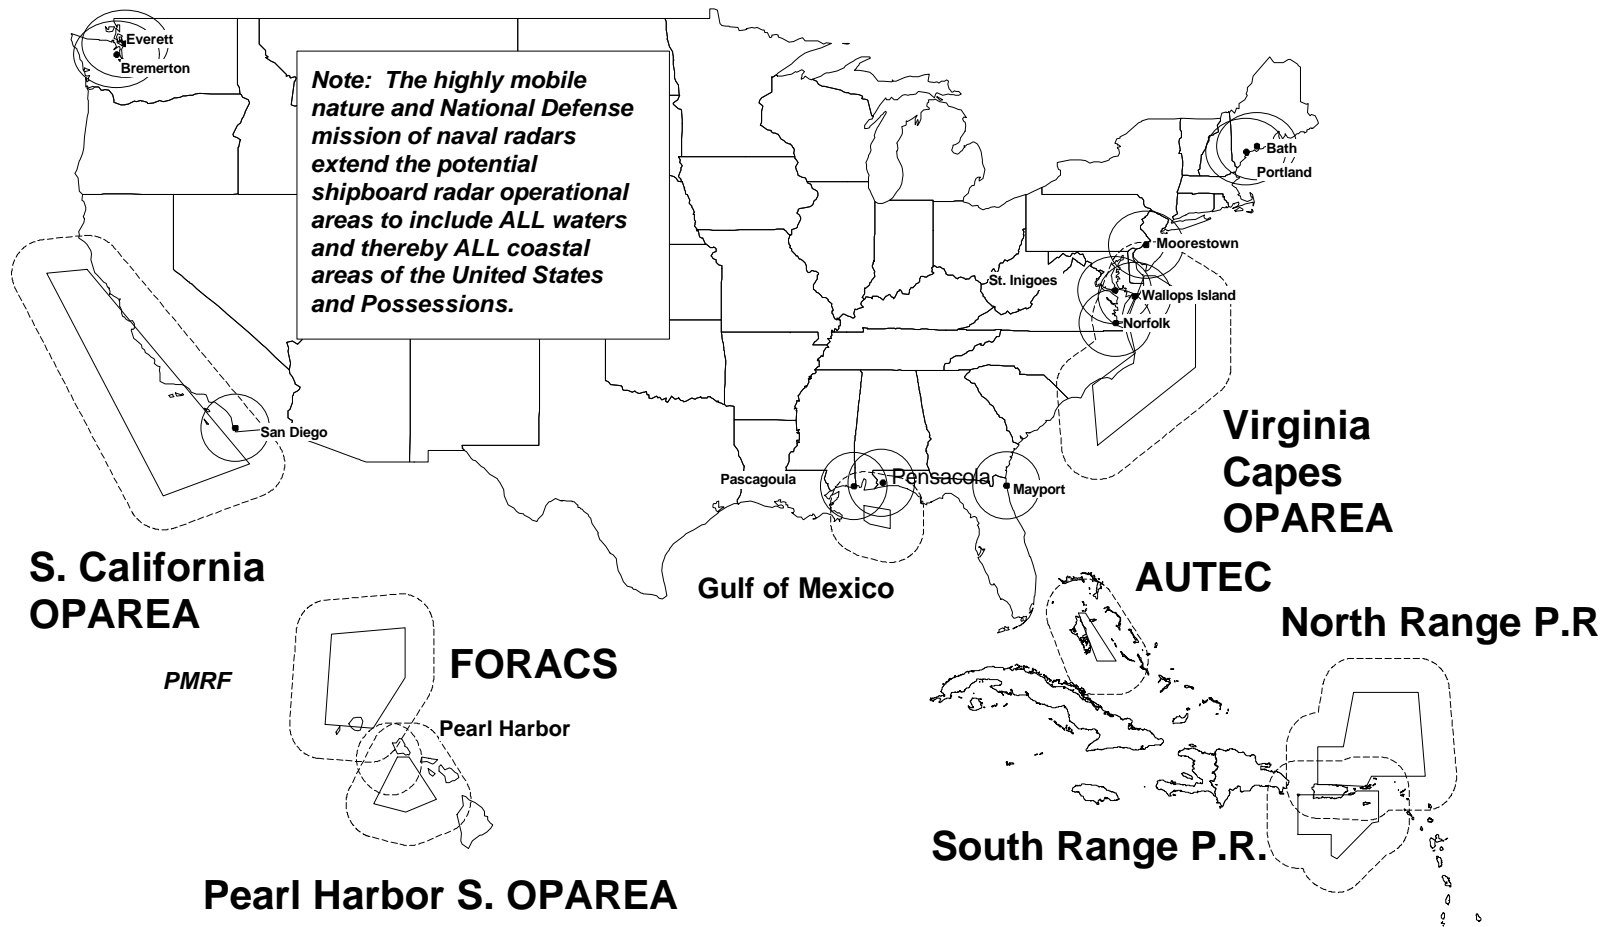 Everett
Bremerton
Note: The highly mobile
nature and National Defense
mission of naval radars
extend the potential
shipboard radar operational
areas to include ALL waters
and thereby ALL coastal
areas of the United States
and Possessions.
Bath
Portland
Moorestown
St. Inigoes
Wallops Island
Norfolk
San Diego
Pascagoula
Pensacola
Mayport
Virginia
Capes
OPAREA
S. California
OPAREA
Gulf of Mexico
AUTEC
North Range P.R
PMRF
FORACS
Pearl Harbor
South Range P.R.
Pearl Harbor S. OPAREA